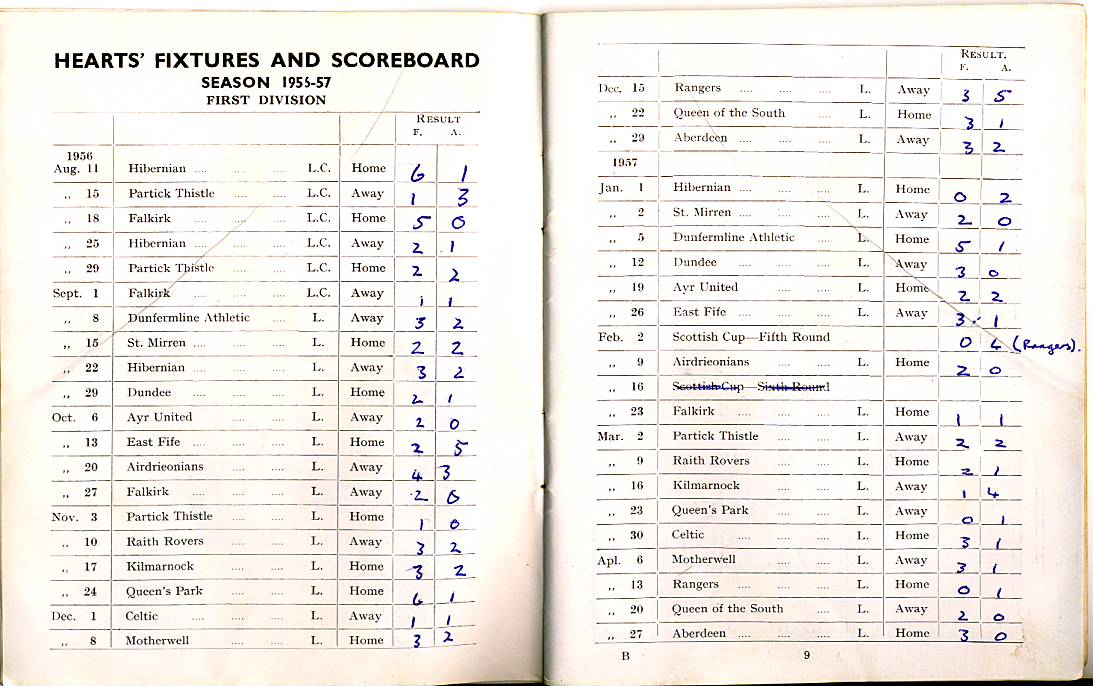 HEARTS' FIXTURES AND SCOREBOARD
SEASON 1956-57
FIRST DIVISION
RESULT
F. A.
1956
Aug. 11 Hibernian .... .... .... L.C. Home 6 1
,, 15 Partick Thistle .... .... L.C. Away 1 3
,, 18 Falkirk .... .... .... L.C. Home 5 0
,, 25 Hibernian .... .... .... L.C. Away 2 1
,, 29 Partick Thistle .... .... L.C. Home 2 2
Sept. 1 Falkirk .... .... .... L.C. Away 1 1
,, 8 Dunfermline Athletic .... L. Away 3 2
,, 15 St. Mirren .... .... .... L. Home 2 2
,, 22 Hibernian .... .... .... L. Away 3 2
,, 29 Dundee .... .... .... L. Home 2 1
Oct. 6 Ayr United .... .... L. Away 2 0
,, 13 East Fife .... .... .... L. Home 2 5
,, 20 Airdrieonians .... .... L. Away 4 3
,, 27 Falkirk .... .... .... L. Away 2 0
Nov. 3 Partick Thistle .... .... L. Home 1 0
,, 10 Raith Rovers .... .... L. Away 3 2
,, 17 Kilmarnock .... .... L. Home 3 2
,, 24 Queen's Park .... .... L. Home 6 1
Dec. 1 Celtic .... .... .... L. Away 1 1
,, 8 Motherwell .... .... L. Home 3 2
RESULT.
F. A.
Dec. 15 Rangers .... .... .... L. Away 3 5
,, 22 Queen of the South .... L. Home 3 1
,, 29 Aberdeen .... .... .... L. Away 3 2
1957
Jan. 1 Hibernian .... .... .... L. Home 0 2
,, 2 St. Mirren .... .... .... L. Away 2 0
,, 5 Dunfermline Athletic .... L. Home 5 1
,, 12 Dundee .... .... .... L. Away 3 0
,, 19 Ayr United .... .... L. Home 2 2
,, 26 East Fife .... .... .... L. Away 3 1
Feb. 2 Scottish Cup—Fifth Round 0 4 (Rangers).
,, 9 Airdrieonians .... .... L. Home 2 0
,, 16 Scottish Cup—Sixth Round
,, 23 Falkirk .... .... .... L. Home 1 1
Mar. 2 Partick Thistle .... .... L. Away 2 2
,, 9 Raith Rovers .... .... L. Home 2 1
,, 16 Kilmarnock .... .... L. Away 1 4
,, 23 Queen's Park .... .... L. Away 0 1
,, 30 Celtic .... .... .... L. Home 3 1
Apl. 6 Motherwell .... .... L. Away 3 1
,, 13 Rangers .... .... .... L. Home 0 1
,, 20 Queen of the South .... L. Away 2 0
,, 27 Aberdeen .... .... .... L. Home 3 0
B 9